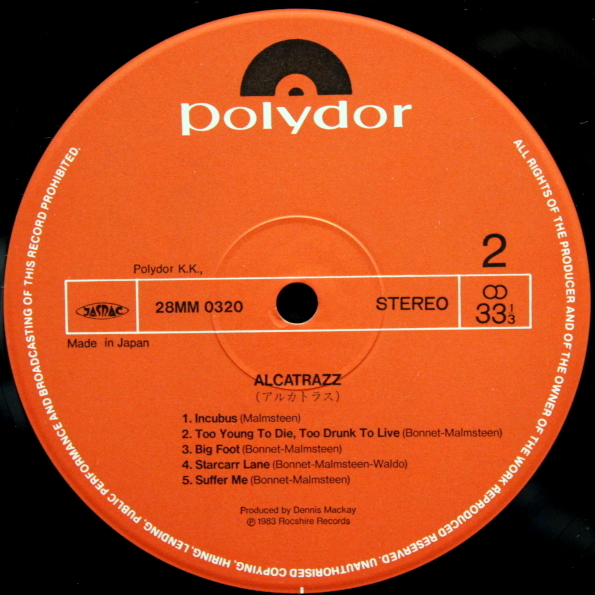 polydor
Polydor K.K.,
2
JASRAC
28MM 0320
STEREO
33 1/3
Made in Japan
ALCATRAZZ
(アルカトラス)
1. Incubus (Malmsteen)
2. Too Young To Die, Too Drunk To Live (Bonnet-Malmsteen)
3. Big Foot (Bonnet-Malmsteen)
4. Starcarr Lane (Bonnet-Malmsteen-Waldo)
5. Suffer Me (Bonnet-Malmsteen)
Produced by Dennis Mackay
℗ 1983 Rocshire Records
ALL RIGHTS OF THE PRODUCER AND OF THE OWNER OF THE WORK REPRODUCED RESERVED. UNAUTHORISED COPYING, HIRING, LENDING, PUBLIC PERFORMANCE AND BROADCASTING OF THIS RECORD PROHIBITED.